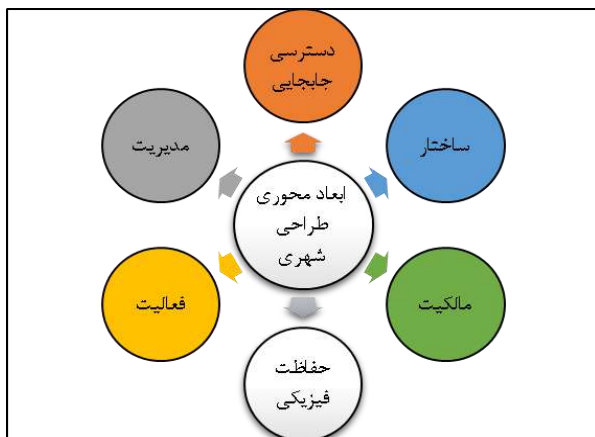 دسترسی
جابجایی
مدیریت
ساختار
ابعاد محوری
طراحی
شهری
فعالیت
مالکیت
حفاظت
فیزیکی